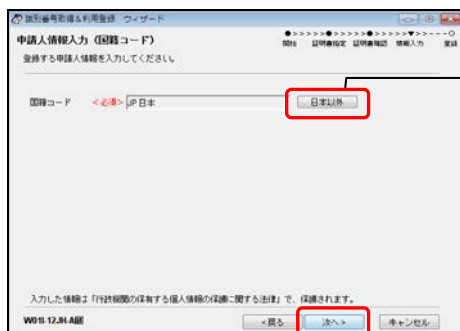 識別番号取得&利用登録 ウィザード
申請人情報入力(国籍コード)
開始 証明書指定 証明書確認 情報入力 登録
登録する申請人情報を入力してください。
国籍コード <必須> JP 日本 日本以外
入力した情報は「行政機関の保有する個人情報の保護に関する法律」で、保護されます。
<戻る 次へ> キャンセル